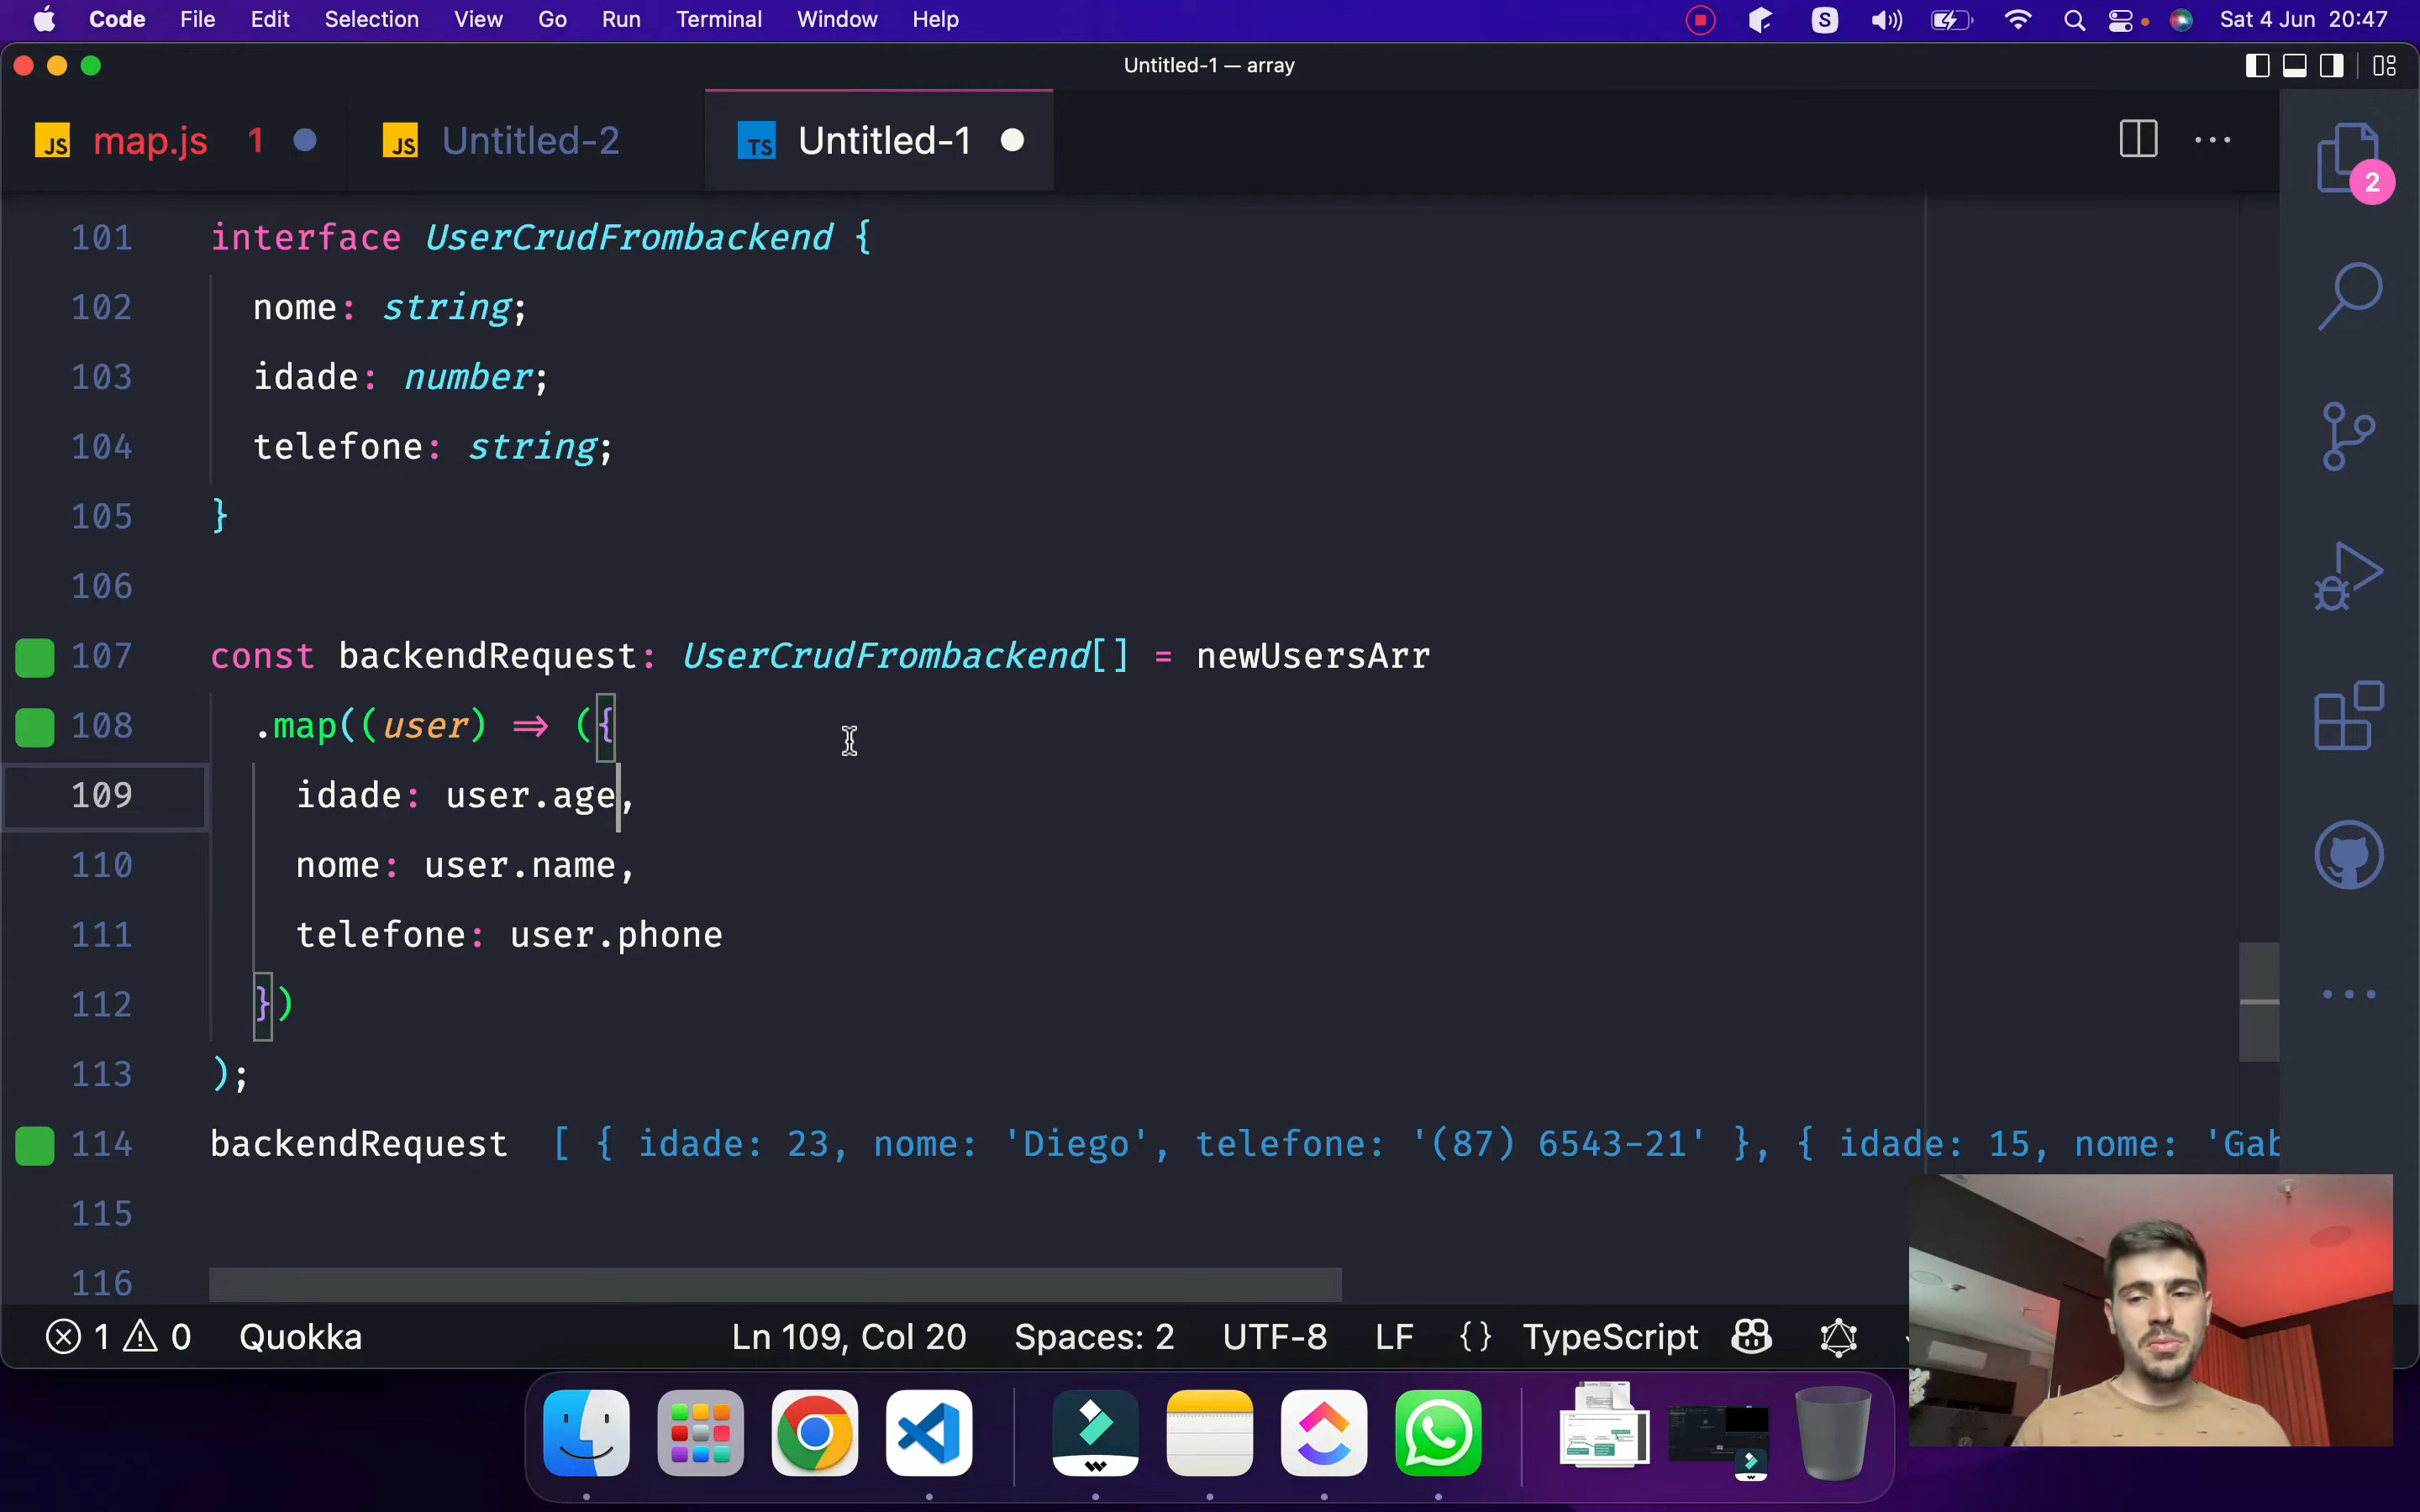 Code File Edit Selection View Go Run Terminal Window Help S Sat 4 Jun 20:47
Untitled-1 — array
JS map.js 1 JS Untitled-2 TS Untitled-1
2
101 interface UserCrudFrombackend {
102 nome: string;
103 idade: number;
104 telefone: string;
105 }
106
107 const backendRequest: UserCrudFrombackend[] = newUsersArr
108 .map((user) => ({
109 idade: user.age,
110 nome: user.name,
111 telefone: user.phone
112 })
113 );
114 backendRequest [ { idade: 23, nome: 'Diego', telefone: '(87) 6543-21' }, { idade: 15, nome: 'Gab
115
116
1 0 Quokka Ln 109, Col 20 Spaces: 2 UTF-8 LF {} TypeScript